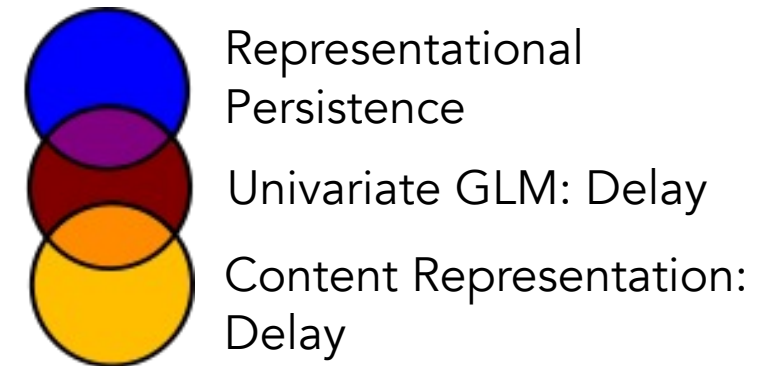 Representational
Persistence
Univariate GLM: Delay
Content Representation:
Delay